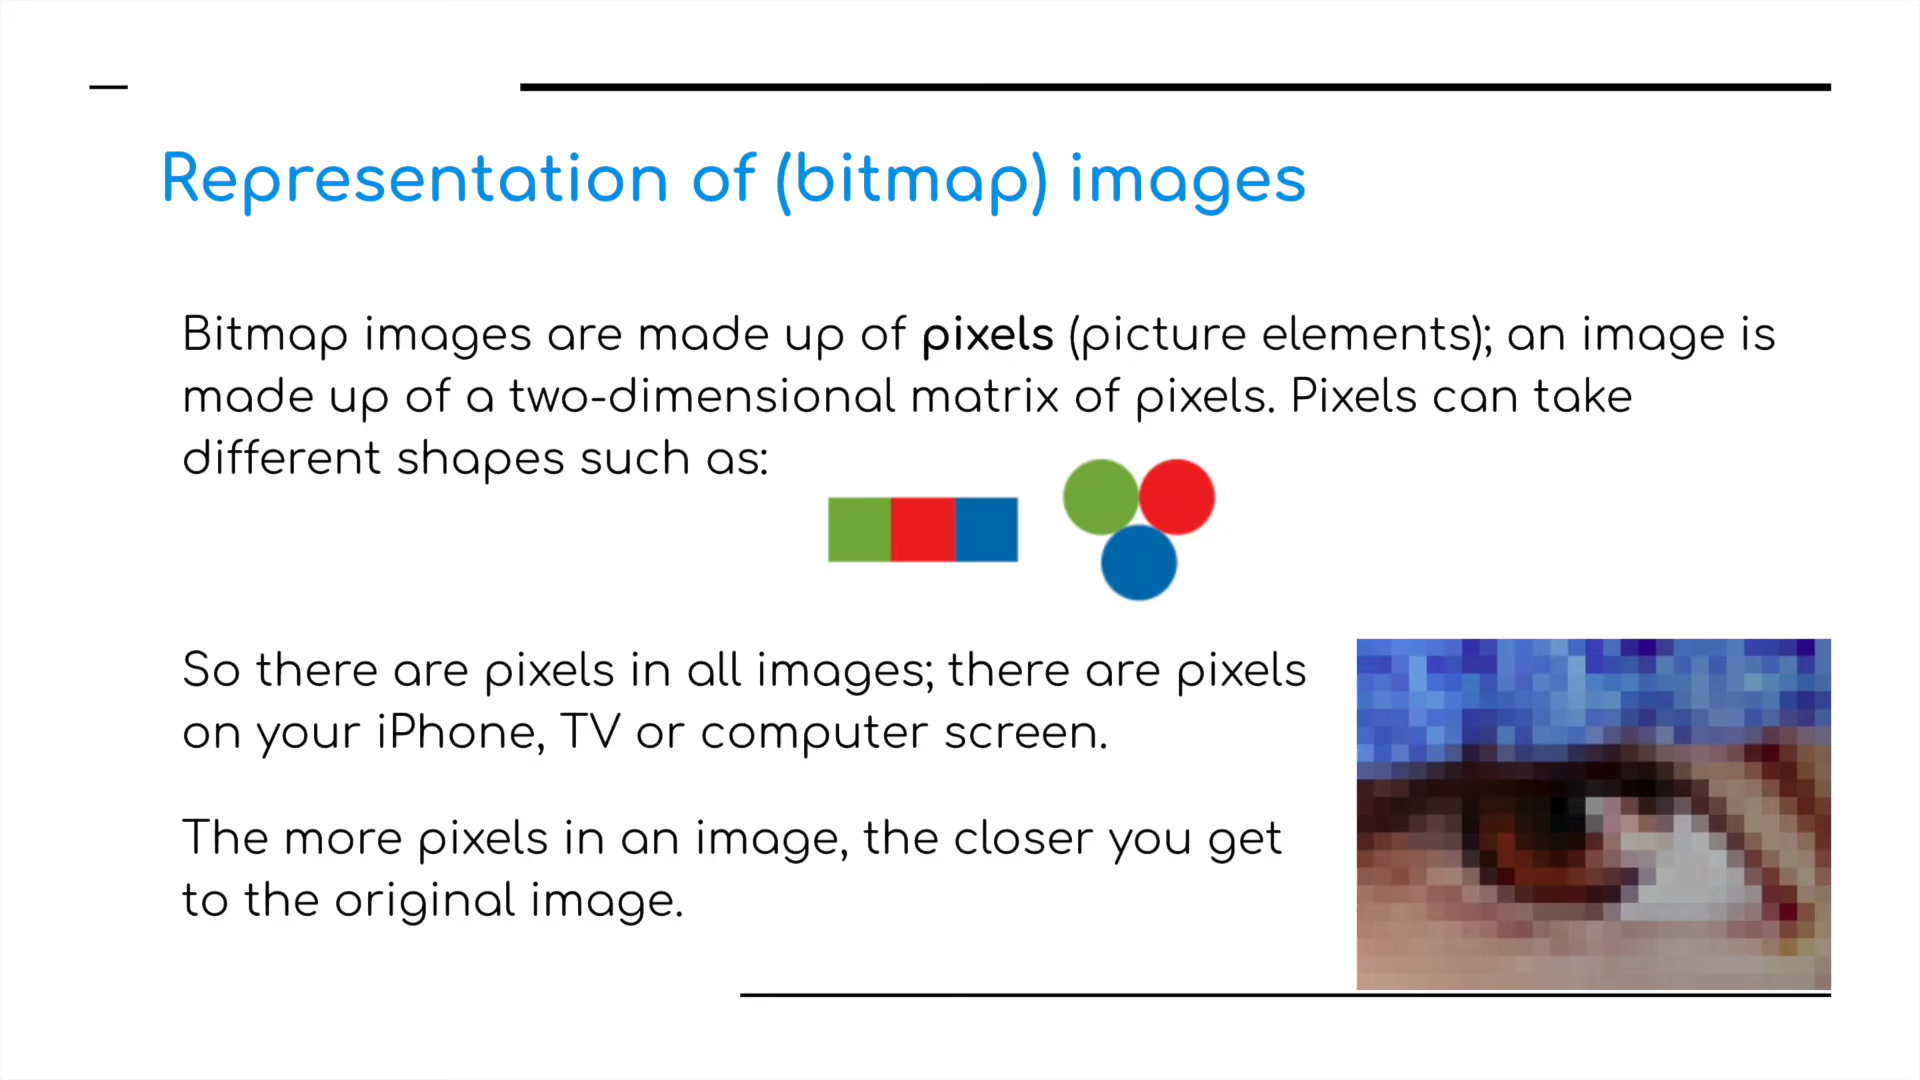 Representation of (bitmap) images
Bitmap images are made up of pixels (picture elements); an image is
made up of a two-dimensional matrix of pixels. Pixels can take
different shapes such as:
So there are pixels in all images; there are pixels
on your iPhone, TV or computer screen.
The more pixels in an image, the closer you get
to the original image.